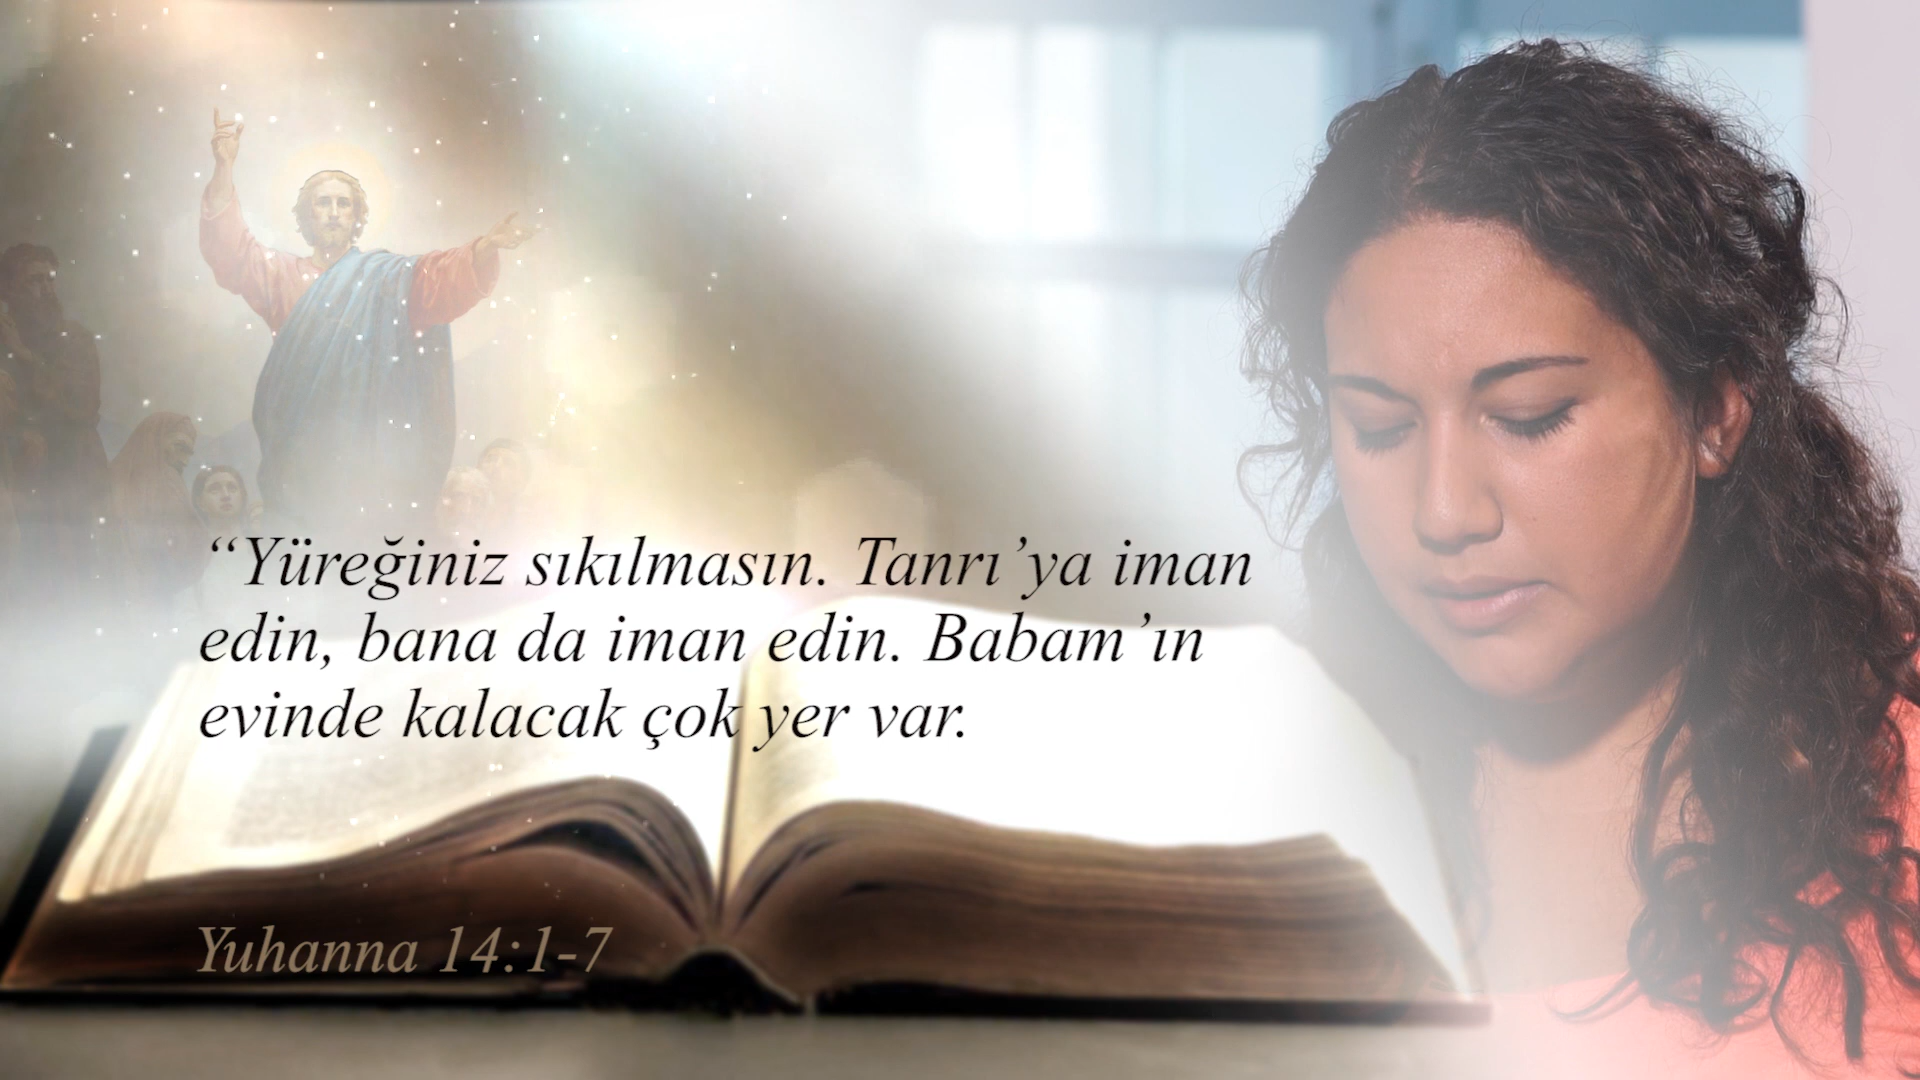 “Yüreğiniz sıkılmasın. Tanrı’ya iman
edin, bana da iman edin. Babam’ın
evinde kalacak çok yer var.
Yuhanna 14:1-7